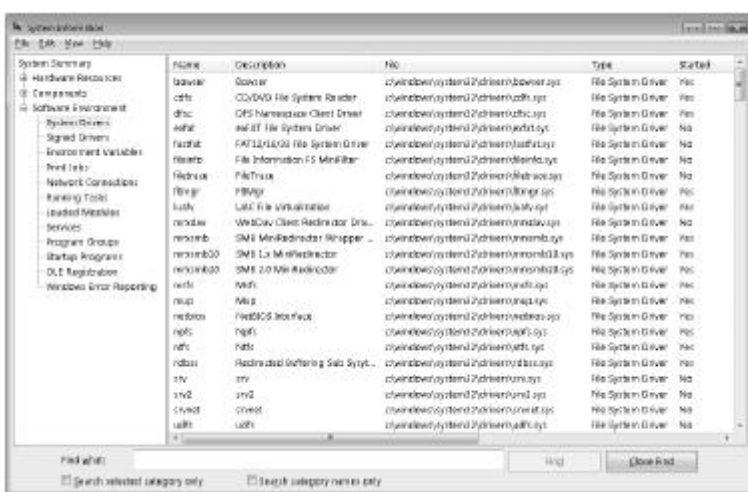 System Information
File Edit View Help
System Summary
Hardware Resources
Components
Software Environment
System Drivers
Signed Drivers
Environment Variables
Print Jobs
Network Connections
Running Tasks
Loaded Modules
Services
Program Groups
Startup Programs
OLE Registration
Windows Error Reporting
Name Description File Type Started
bowser Bowser c:\windows\system32\drivers\bowser.sys File System Driver Yes
cdfs CD/DVD File System Reader c:\windows\system32\drivers\cdfs.sys File System Driver Yes
dfsc DFS Namespace Client Driver c:\windows\system32\drivers\dfsc.sys File System Driver Yes
exfat exFAT File System Driver c:\windows\system32\drivers\exfat.sys File System Driver No
fastfat FAT12/16/32 File System Driver c:\windows\system32\drivers\fastfat.sys File System Driver Yes
fileinfo File Information FS MiniFilter c:\windows\system32\drivers\fileinfo.sys File System Driver Yes
filetrace FileTrace c:\windows\system32\drivers\filetrace.sys File System Driver No
fltmgr FltMgr c:\windows\system32\drivers\fltmgr.sys File System Driver Yes
luafv UAC File Virtualization c:\windows\system32\drivers\luafv.sys File System Driver Yes
mrxdav WebDav Client Redirector Driv... c:\windows\system32\drivers\mrxdav.sys File System Driver No
mrxsmb SMB MiniRedirector Wrapper ... c:\windows\system32\drivers\mrxsmb.sys File System Driver Yes
mrxsmb10 SMB 1.x MiniRedirector c:\windows\system32\drivers\mrxsmb10.sys File System Driver Yes
mrxsmb20 SMB 2.0 MiniRedirector c:\windows\system32\drivers\mrxsmb20.sys File System Driver Yes
msfs Msfs c:\windows\system32\drivers\msfs.sys File System Driver Yes
mup Mup c:\windows\system32\drivers\mup.sys File System Driver Yes
netbios NetBIOS Interface c:\windows\system32\drivers\netbios.sys File System Driver Yes
npfs Npfs c:\windows\system32\drivers\npfs.sys File System Driver Yes
ntfs Ntfs c:\windows\system32\drivers\ntfs.sys File System Driver Yes
rdbss Redirected Buffering Sub Sysyt... c:\windows\system32\drivers\rdbss.sys File System Driver Yes
srv srv c:\windows\system32\drivers\srv.sys File System Driver No
srv2 srv2 c:\windows\system32\drivers\srv2.sys File System Driver No
srvnet srvnet c:\windows\system32\drivers\srvnet.sys File System Driver No
udfs udfs c:\windows\system32\drivers\udfs.sys File System Driver No
Find what: Find Close Find
Search selected category only Search category names only